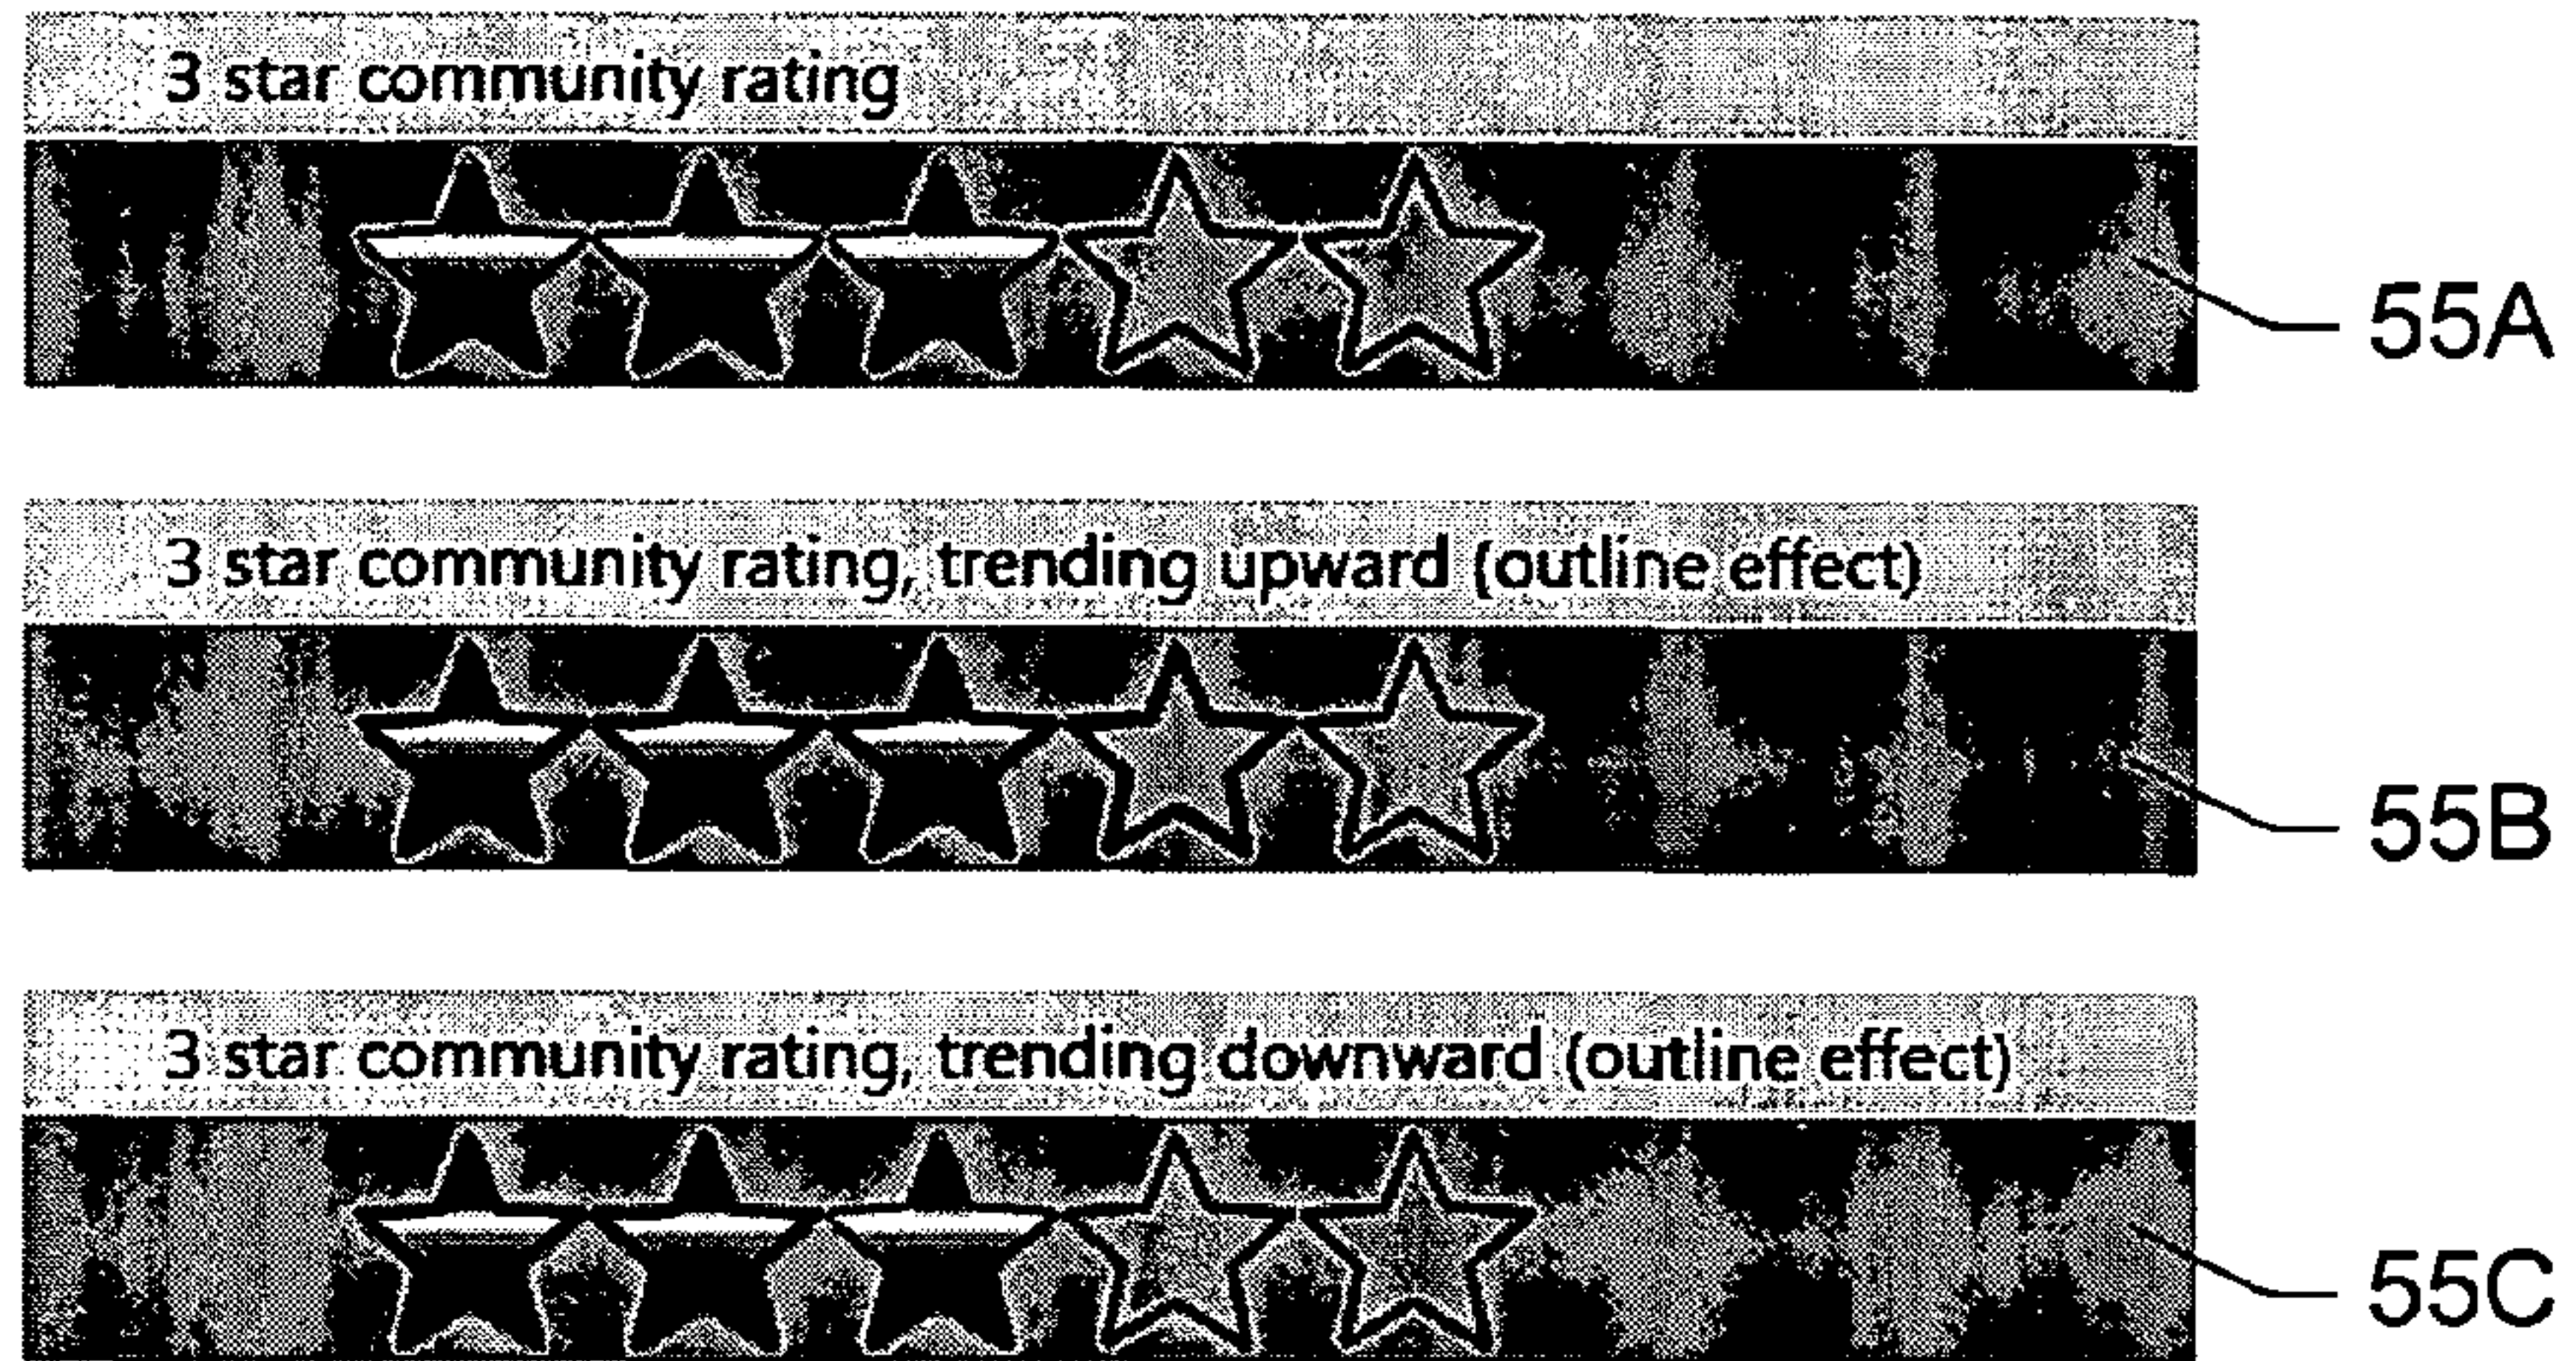 3 star community rating
55A
3 star community rating, trending upward (outline effect)
55B
3 star community rating, trending downward (outline effect)
55C